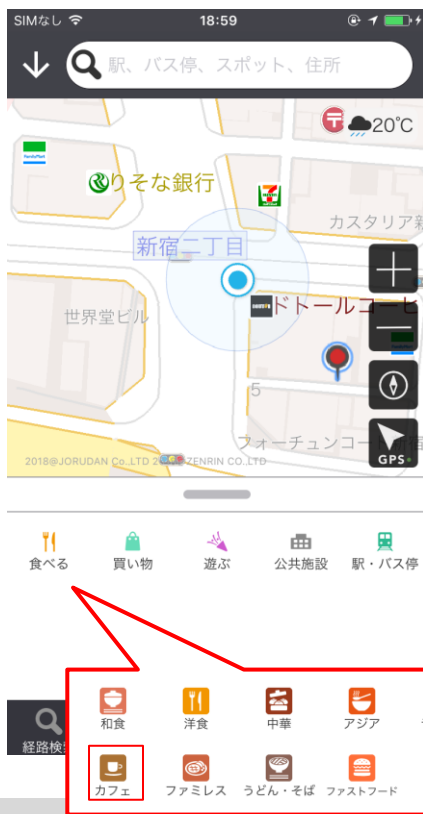 SIMなし 18:59
駅、バス停、スポット、住所
20℃
FamilyMart
りそな銀行
カスタリア新
新宿二丁目
ドトールコーヒ
世界堂ビル
5
フォーチュンコー
GPS
2018@JORUDAN Co.,LTD 2 ZENRIN CO.,LTD
食べる 買い物 遊ぶ 公共施設 駅・バス停
和食 洋食 中華 アジア
経路検
カフェ ファミレス うどん・そば ファストフード